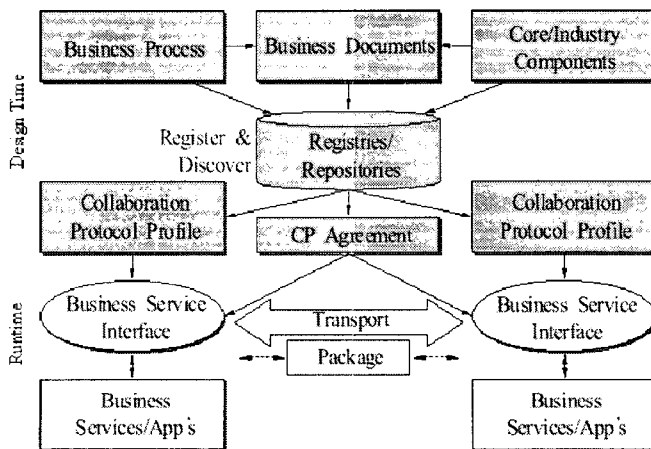 Business Process
Business Documents
Core/Industry
Components
Design Time
Register &
Discover
Registries/
Repositories
Collaboration
Protocol Profile
CP Agreement
Collaboration
Protocol Profile
Runtime
Business Service
Interface
Transport
Business Service
Interface
Package
Business
Services/App's
Business
Services/App's